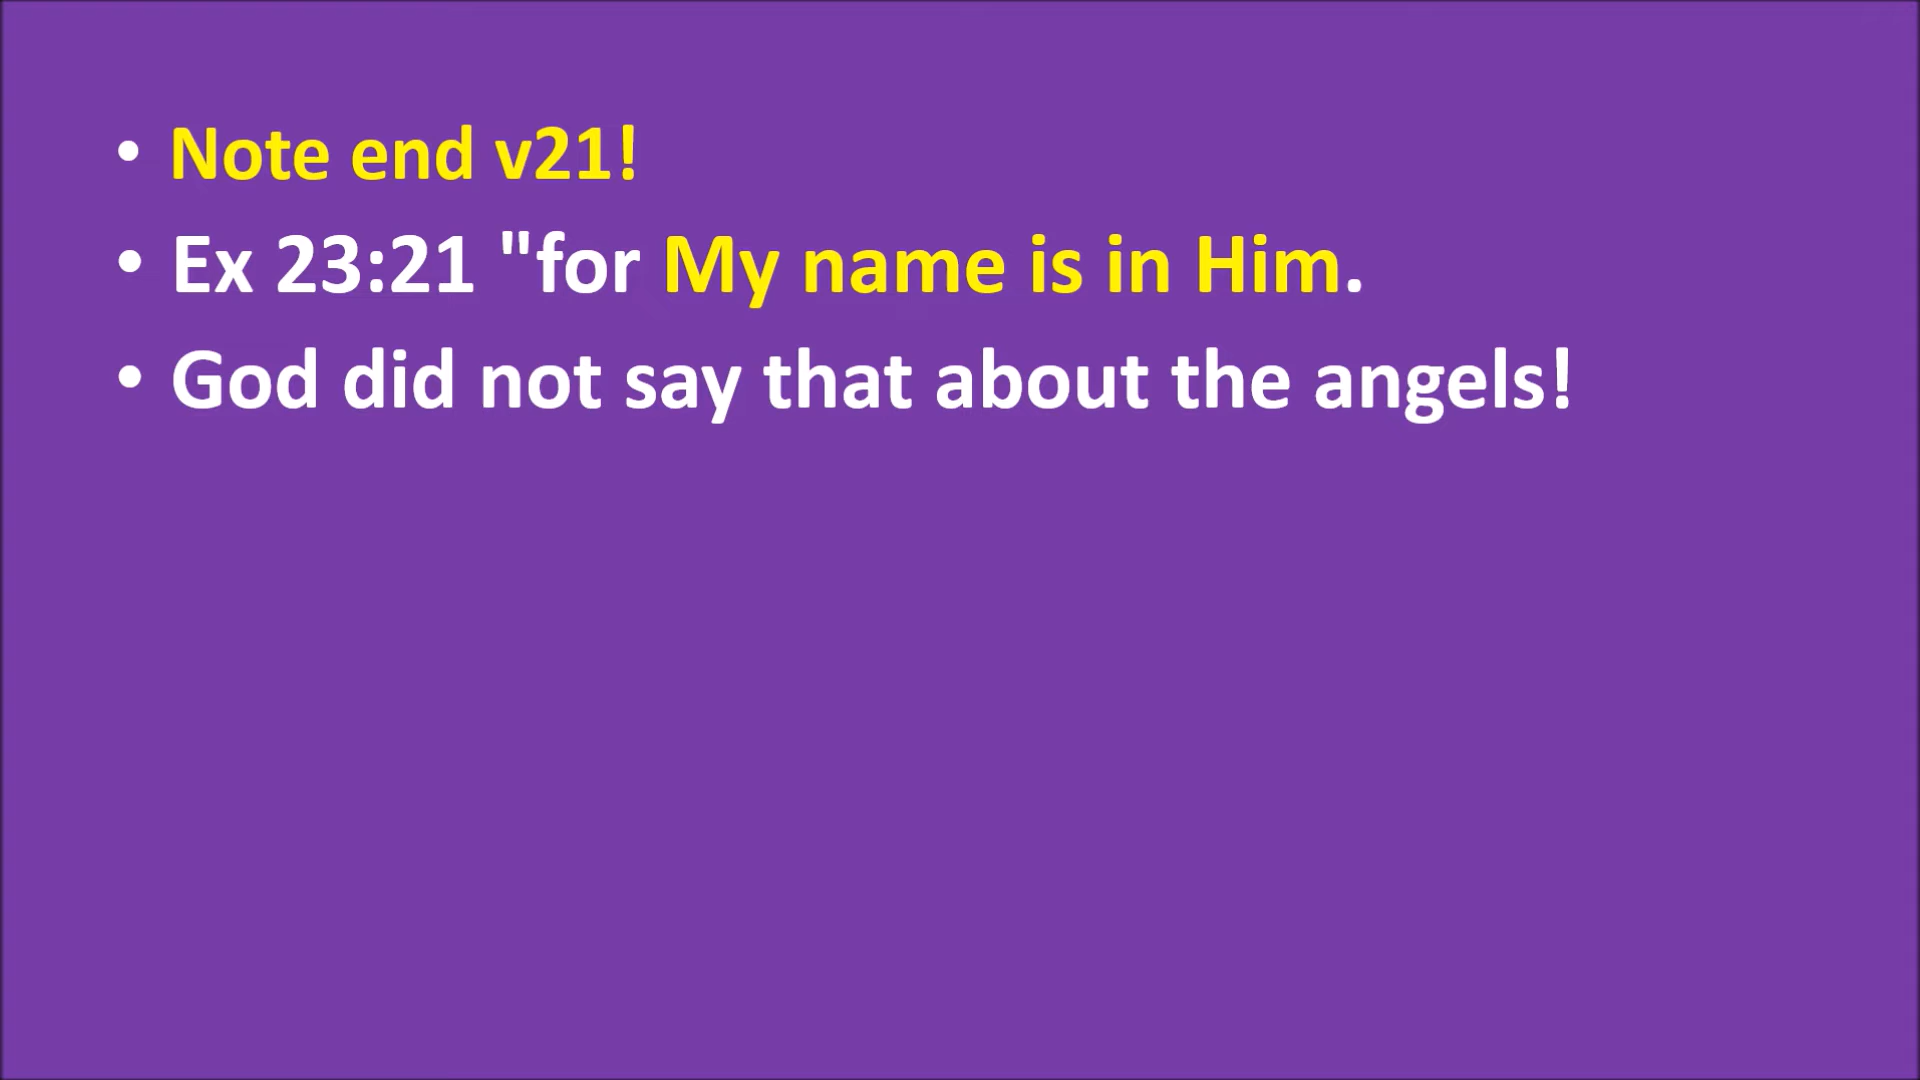 • Note end v21!
• Ex 23:21 "for My name is in Him.
• God did not say that about the angels!